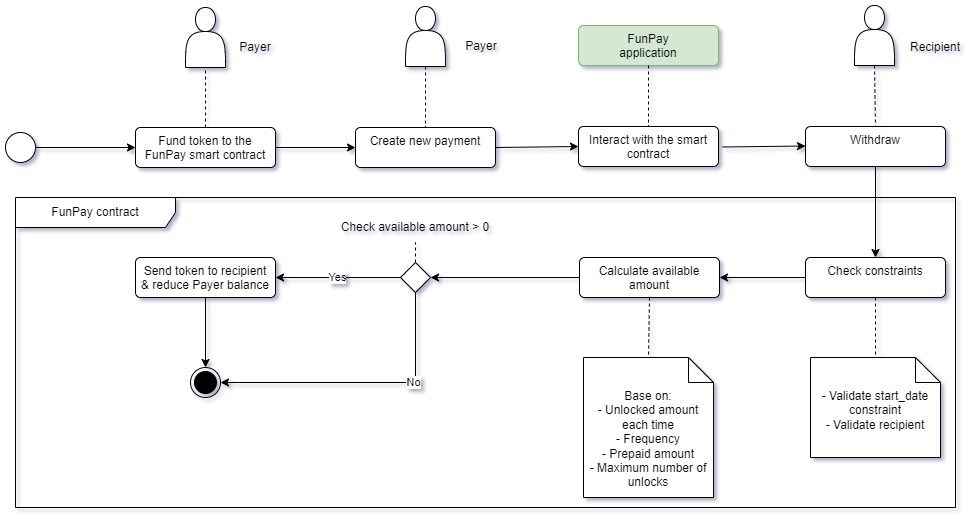 Payer
Payer
FunPay
application
Recipient
Fund token to the
FunPay smart contract
Create new payment
Interact with the smart
contract
Withdraw
FunPay contract
Check available amount > 0
Send token to recipient
& reduce Payer balance
Yes
Calculate available
amount
Check constraints
No
Base on:
- Unlocked amount
each time
- Frequency
- Prepaid amount
- Maximum number of
unlocks
- Validate start_date
constraint
- Validate recipient